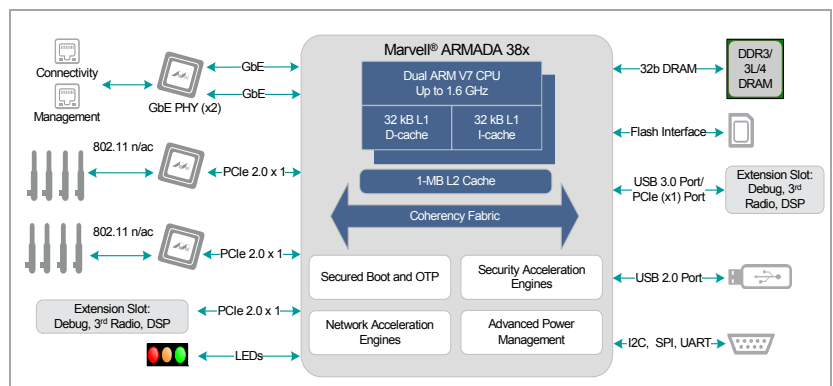 Marvell® ARMADA 38x
Connectivity
Management
GbE PHY (x2)
GbE
GbE
802.11 n/ac
PCIe 2.0 x 1
802.11 n/ac
PCIe 2.0 x 1
Extension Slot:
Debug, 3rd Radio, DSP
PCIe 2.0 x 1
LEDs
Dual ARM V7 CPU
Up to 1.6 GHz
32 kB L1
D-cache
32 kB L1
I-cache
1-MB L2 Cache
Coherency Fabric
Secured Boot and OTP
Security Acceleration
Engines
Network Acceleration
Engines
Advanced Power
Management
32b DRAM
DDR3/
3L/4
DRAM
Flash Interface
USB 3.0 Port/
PCIe (x1) Port
Extension Slot:
Debug, 3rd
Radio, DSP
USB 2.0 Port
I2C, SPI, UART